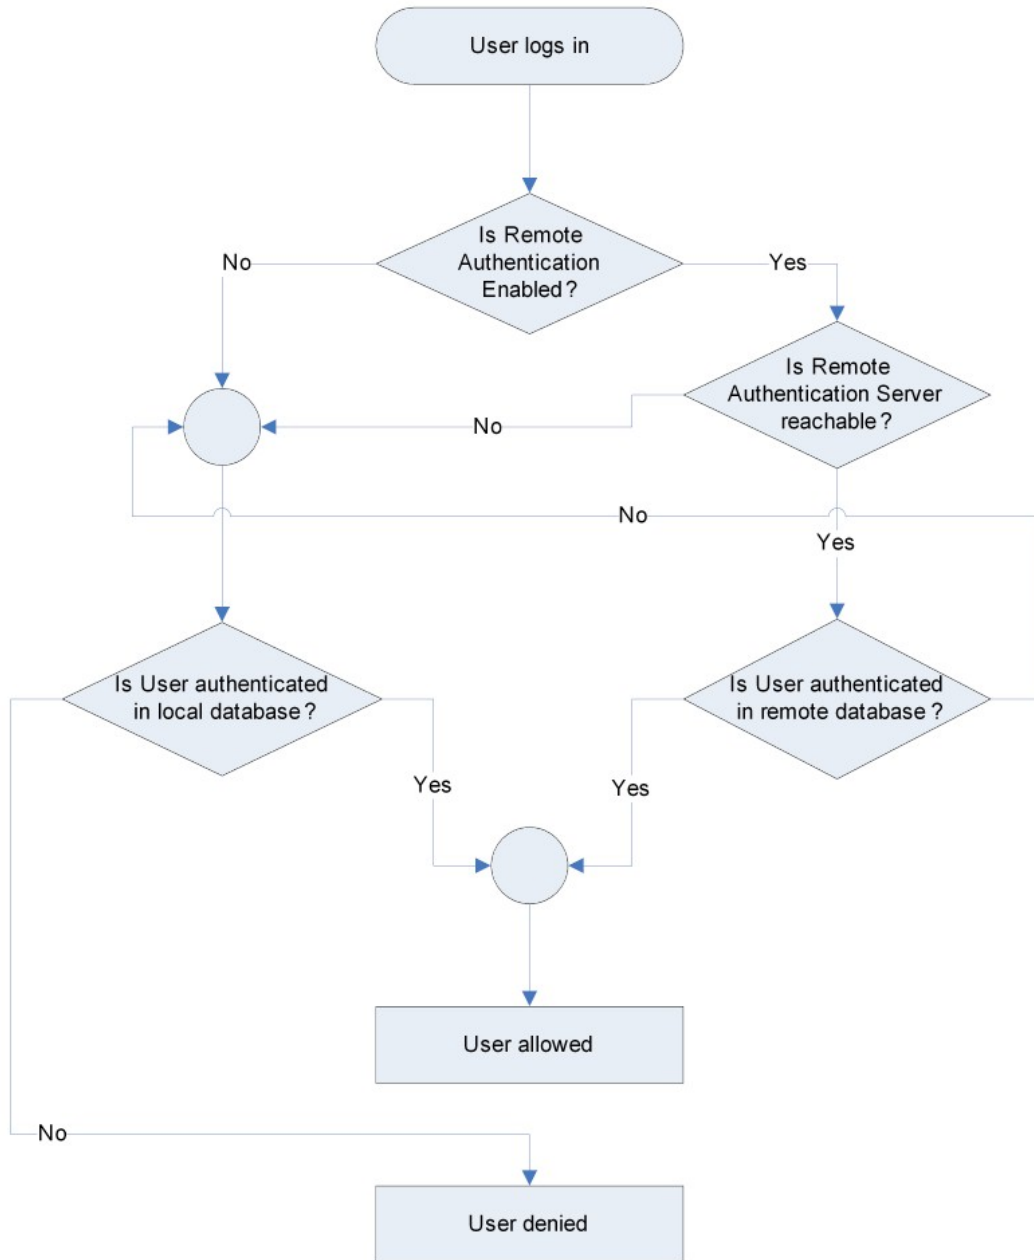 User logs in
Is Remote
Authentication
Enabled?
No
Yes
Is Remote
Authentication Server
reachable?
No
No
Yes
Is User authenticated
in local database?
Is User authenticated
in remote database?
Yes
Yes
User allowed
No
User denied